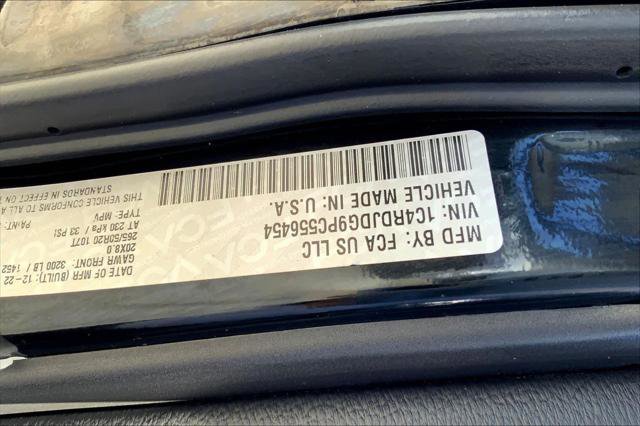 MFD BY: FCA US LLC
DATE OF MFR (BUILT): 12-22
GAWR FRONT: 3200 LB / 1452
20X8.0
265/50R20 107T
AT 230 kPa / 33 PSI
VIN: 1C4RDJDG9PC556454
TYPE: MPV
PAINT:
VEHICLE MADE IN: U.S.A.
THIS VEHICLE CONFORMS TO ALL A
STANDARDS IN EFFECT ON